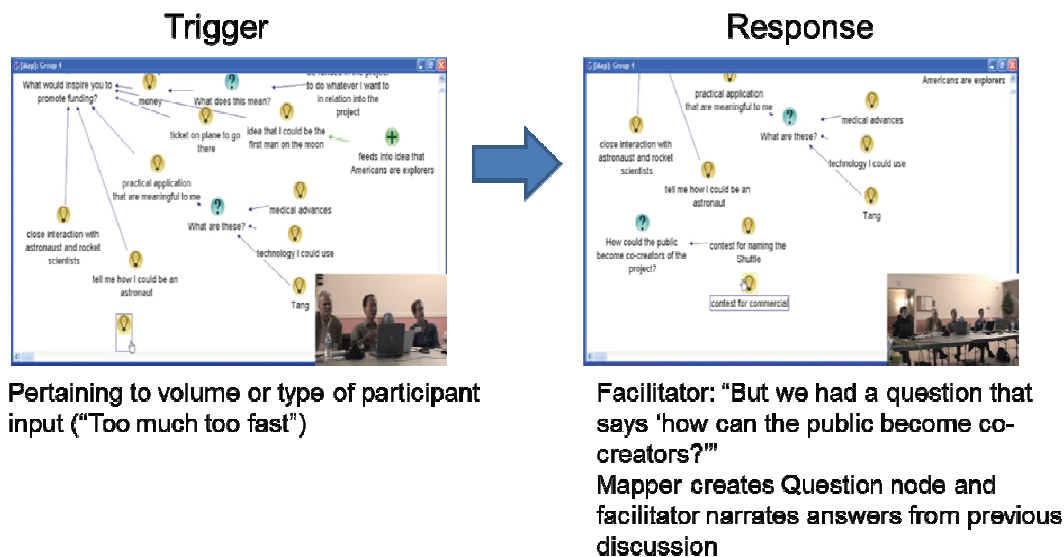 Trigger
Response
[Map]: Group 4
What would inspire you to
promote funding?
money
What does this mean?
to do whatever I want
in relation into the
project
ticket on plane to go
there
idea that I could be the
first man on the moon
feeds into idea that
Americans are explorers
practical application
that are meaningful to me
What are these?
medical advances
technology I could use
Tang
close interaction with
astronaust and rocket
scientists
tell me how I could be an
astronaut
[Map]: Group 4
Americans are explorers
practical application
that are meaningful to me
What are these?
medical advances
technology I could use
Tang
close interaction with
astronaust and rocket
scientists
tell me how I could be an
astronaut
How could the public
become co-creators of the
project?
contest for naming the
Shuttle
contest for commercial
Pertaining to volume or type of participant
input (“Too much too fast”)
Facilitator: “But we had a question that
says ‘how can the public become co-
creators?’”
Mapper creates Question node and
facilitator narrates answers from previous
discussion